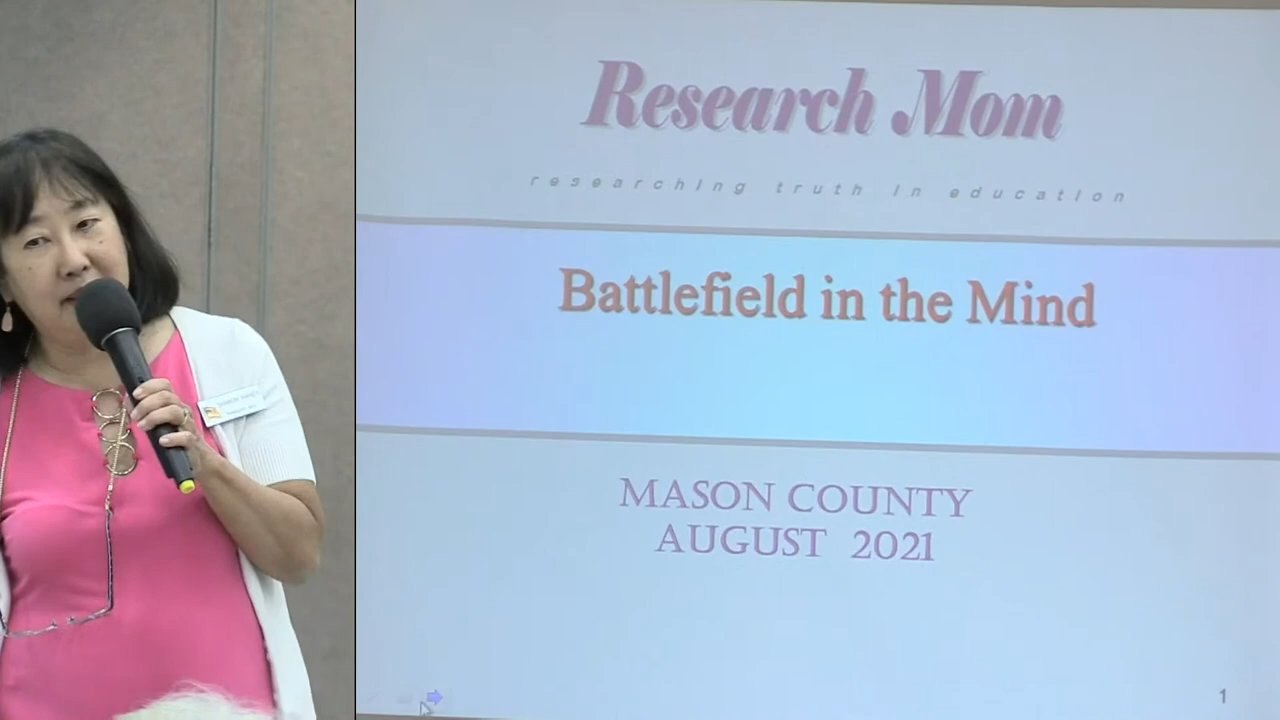 Research Mom
researching truth in education
Battlefield in the Mind
MASON COUNTY
AUGUST 2021
1